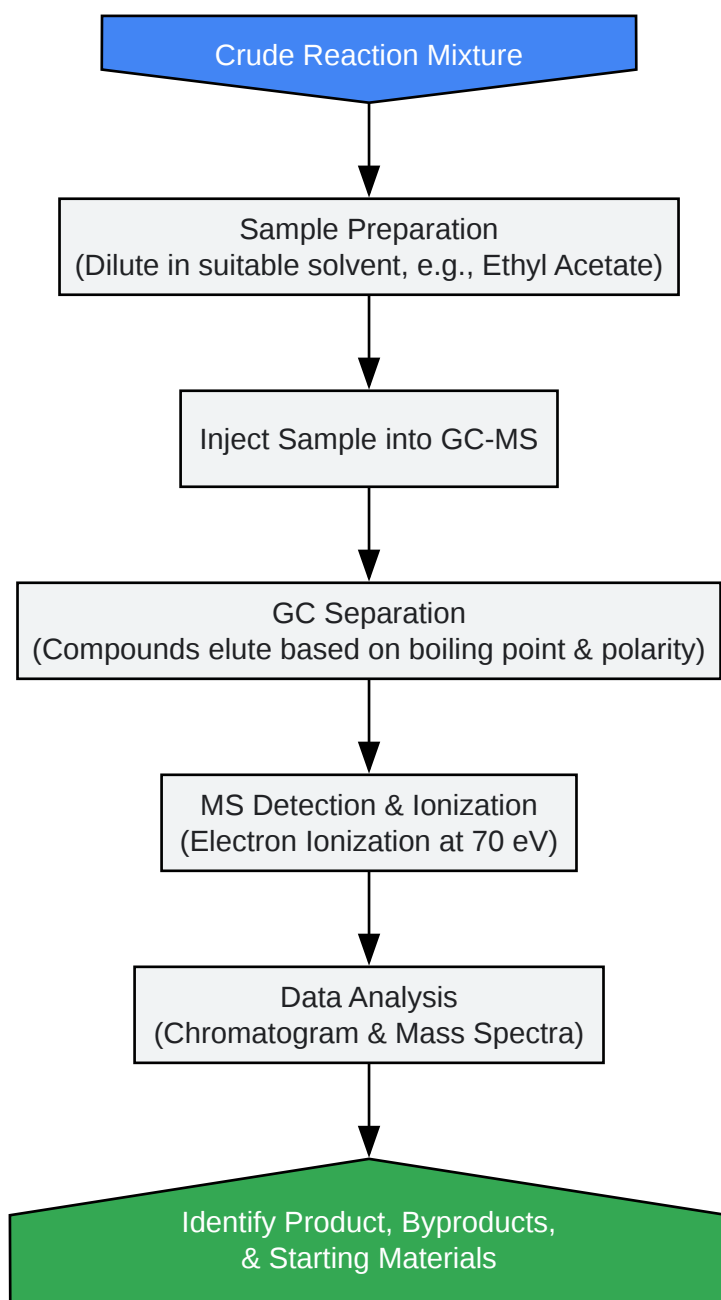 Crude Reaction Mixture
Sample Preparation
(Dilute in suitable solvent, e.g., Ethyl Acetate)
Inject Sample into GC-MS
GC Separation
(Compounds elute based on boiling point & polarity)
MS Detection & Ionization
(Electron Ionization at 70 eV)
Data Analysis
(Chromatogram & Mass Spectra)
Identify Product, Byproducts,
& Starting Materials